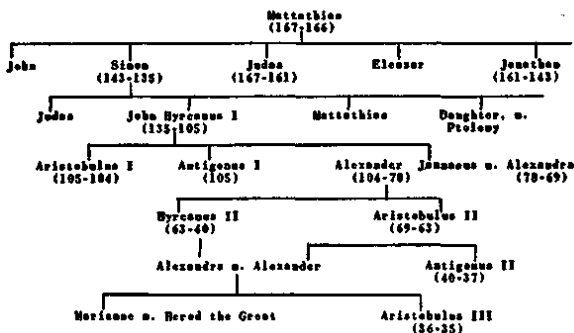 Mattathias
(167-166)
John Simon Judas Eleazar Jonathan
(143-135) (167-161) (161-143)
Judas John Hyrcanus I Mattathias Daughter, m.
(135-105) Ptolemy
Aristobulus I Antigonus I Alexander Jannaeus m. Alexandra
(105-104) (105) (104-78) (78-69)
Hyrcanus II Aristobulus II
(63-40) (69-63)
Alexandra m. Alexander Antigonus II
(40-37)
Mariamne m. Herod the Great Aristobulus III
(36-35)